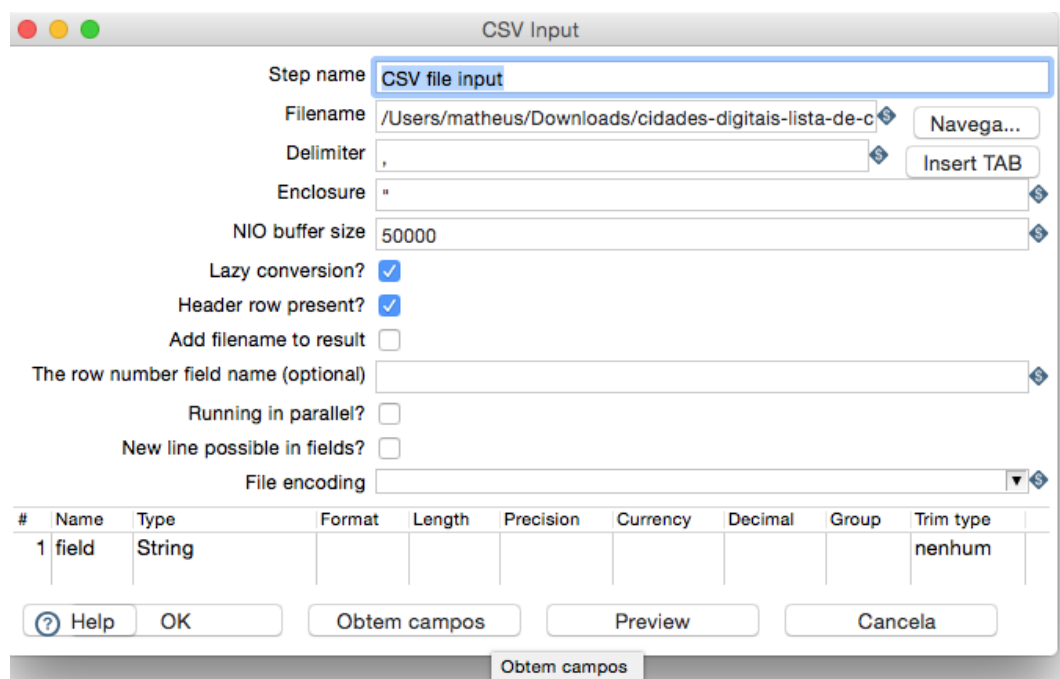 CSV Input
Step name CSV file input
Filename /Users/matheus/Downloads/cidades-digitais-lista-de-c Navega...
Delimiter , Insert TAB
Enclosure "
NIO buffer size 50000
Lazy conversion?
Header row present?
Add filename to result
The row number field name (optional)
Running in parallel?
New line possible in fields?
File encoding
# Name Type Format Length Precision Currency Decimal Group Trim type
1 field String nenhum
Help OK Obtem campos Preview Cancela
Obtem campos